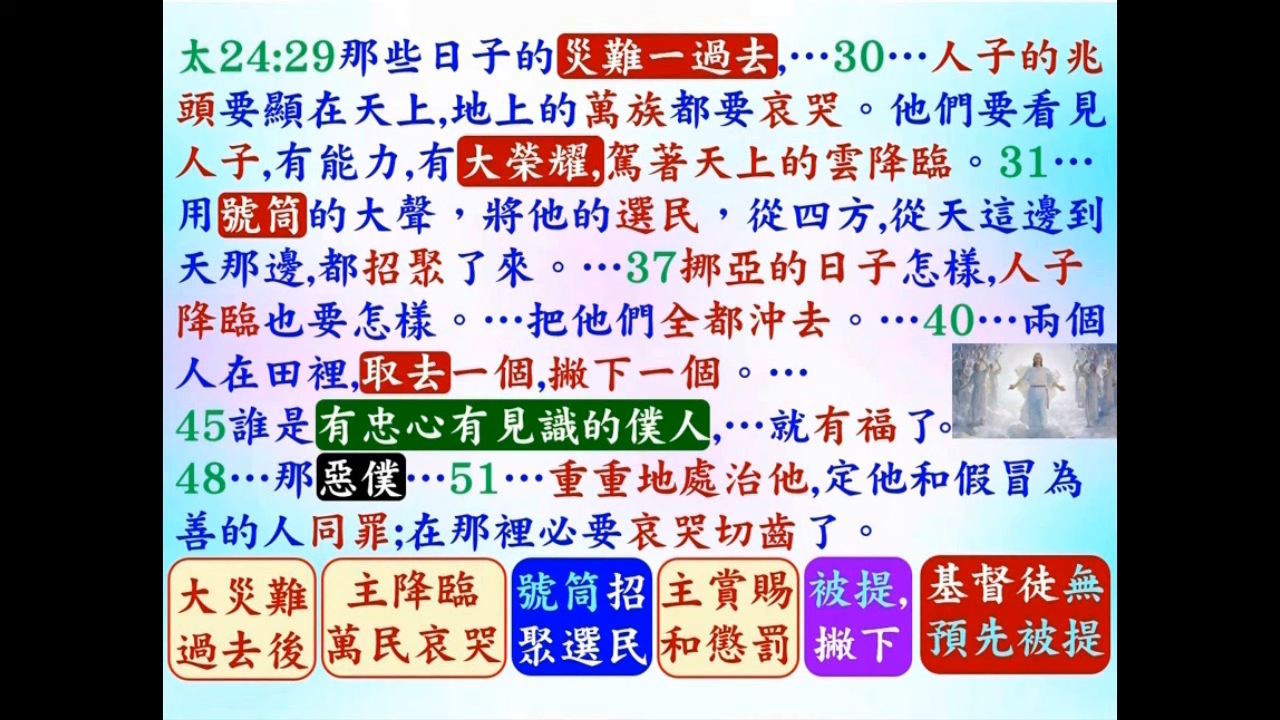 太24:29那些日子的災難一過去,…30…人子的兆
頭要顯在天上,地上的萬族都要哀哭。他們要看見
人子,有能力,有大榮耀,駕著天上的雲降臨。31…
用號筒的大聲，將他的選民，從四方,從天這邊到
天那邊,都招聚了來。…37挪亞的日子怎樣,人子
降臨也要怎樣。…把他們全都沖去。…40…兩個
人在田裡,取去一個,撇下一個。…
45誰是有忠心有見識的僕人,…就有福了。
48…那惡僕…51…重重地處治他,定他和假冒為
善的人同罪;在那裡必要哀哭切齒了。
大災難
過去後
主降臨
萬民哀哭
號筒招
聚選民
主賞賜
和懲罰
被提,
撇下
基督徒無
預先被提